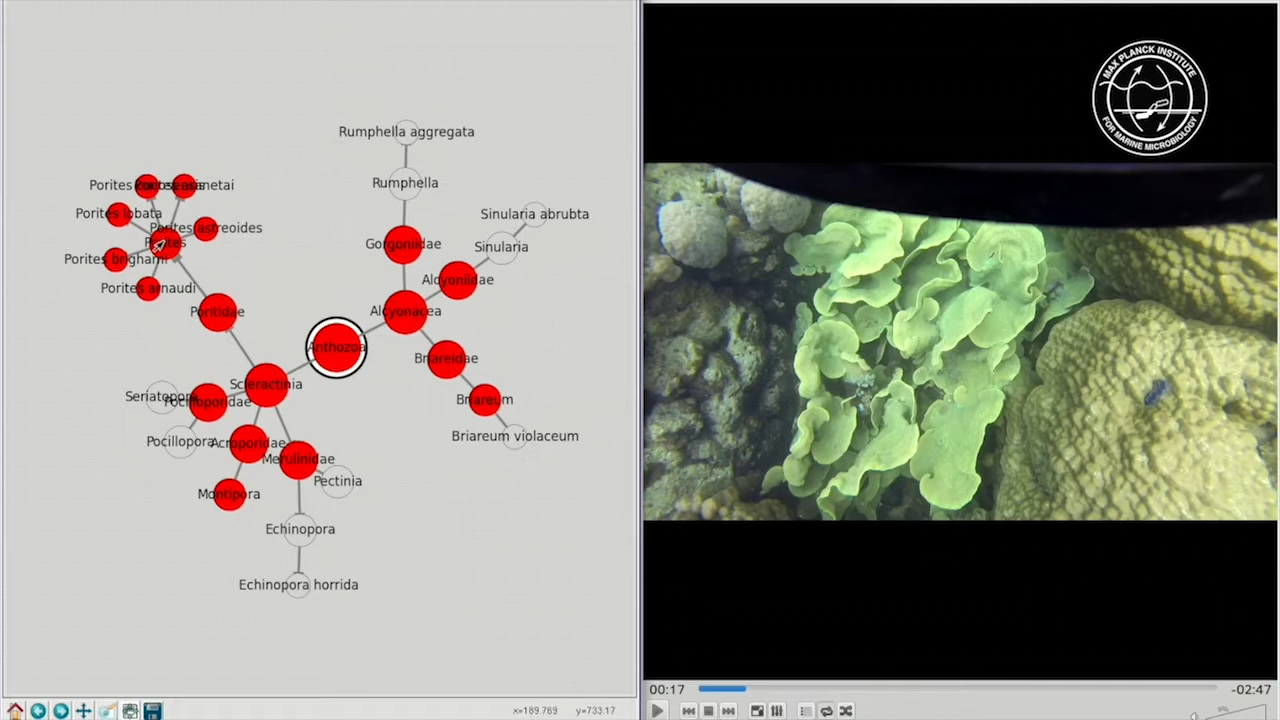 Rumphella aggregata
Rumphella
Porites
Porites lobata
Porites astreoides
Porites
Porites brighami
Porites arnaudi
Sinularia abrubta
Sinularia
Gorgoniidae
Alcyoniidae
Poritidae
Alcyonacea
Anthozoa
Briareidae
Scleractinia
Seriatopora
Pocilloporidae
Briareum
Pocillopora
Acroporidae
Briareum violaceum
Merulinidae
Pectinia
Montipora
Echinopora
Echinopora horrida
x=189.769 y=733.17
MAX PLANCK INSTITUTE
FOR MARINE MICROBIOLOGY
00:17
-02:47